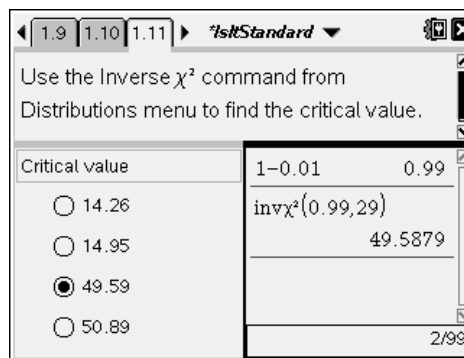 1.9 1.10 1.11 *IsItStandard
Use the Inverse χ² command from
Distributions menu to find the critical value.
Critical value
14.26
14.95
49.59
50.89
1−0.01 0.99
invχ²(0.99,29)
49.5879
2/99